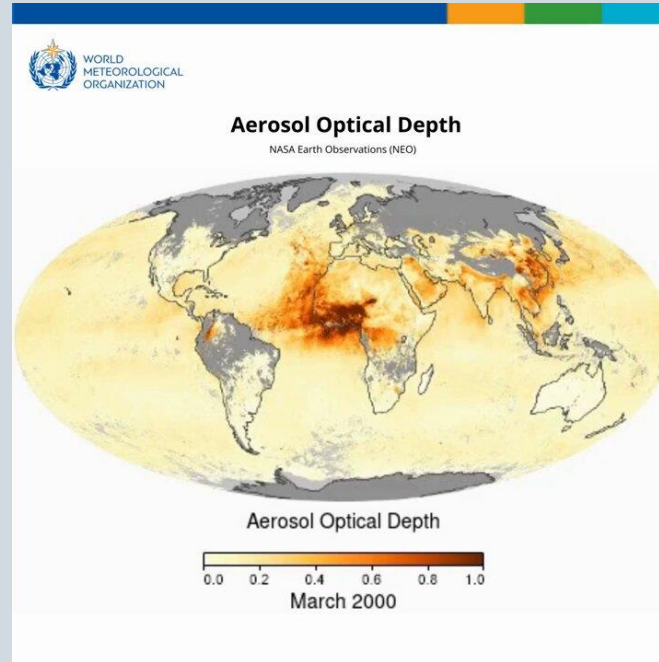 WORLD
METEOROLOGICAL
ORGANIZATION
Aerosol Optical Depth
NASA Earth Observations (NEO)
Aerosol Optical Depth
0.0 0.2 0.4 0.6 0.8 1.0
March 2000